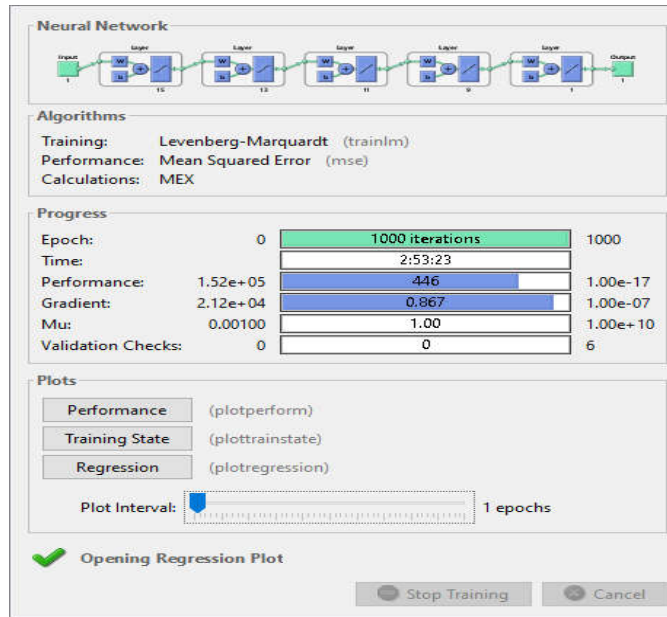 Neural Network
Input
Layer
Layer
Layer
Layer
Layer
Output
W
b
W
b
W
b
W
b
W
b
1
15
13
11
9
1
1
Algorithms
Training: Levenberg-Marquardt (trainlm)
Performance: Mean Squared Error (mse)
Calculations: MEX
Progress
Epoch: 0 1000 iterations 1000
Time: 2:53:23
Performance: 1.52e+05 446 1.00e-17
Gradient: 2.12e+04 0.867 1.00e-07
Mu: 0.00100 1.00 1.00e+10
Validation Checks: 0 0 6
Plots
Performance (plotperform)
Training State (plottrainstate)
Regression (plotregression)
Plot Interval: 1 epochs
Opening Regression Plot
Stop Training Cancel